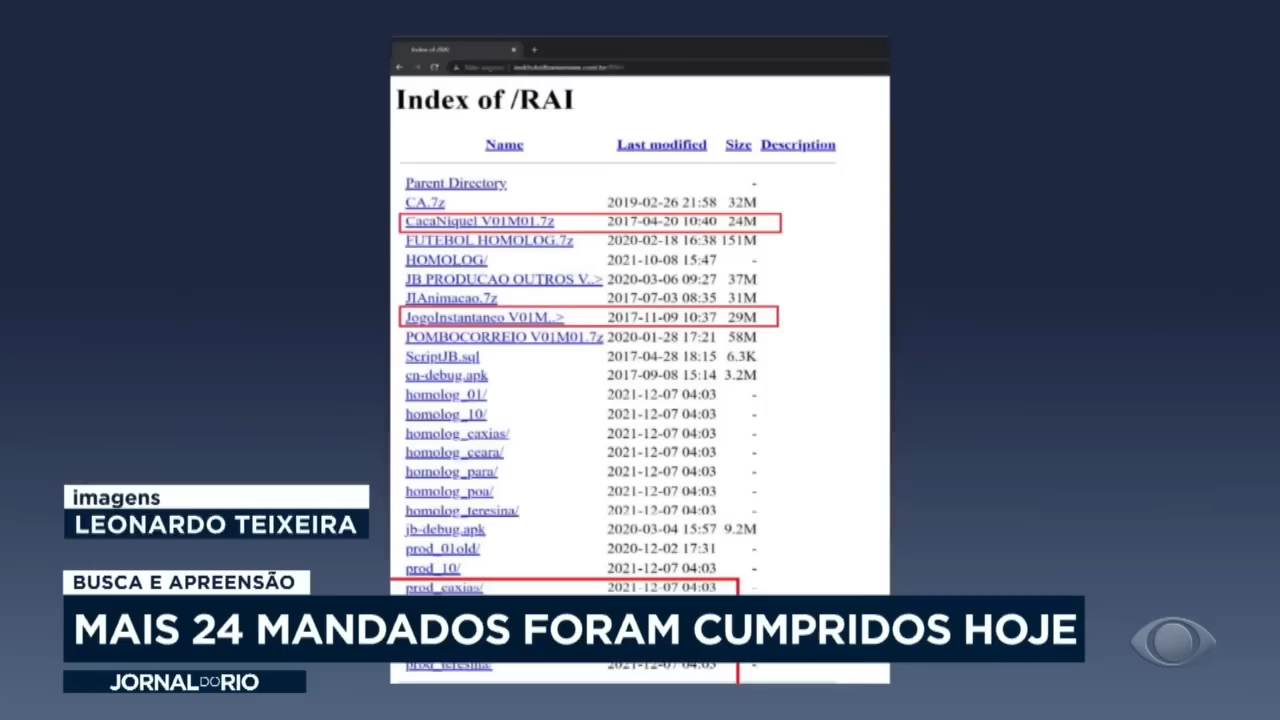 Index of /RAI
Index of /RAI
Name Last modified Size Description
Parent Directory -
CA.7z 2019-02-26 21:58 32M
CacaNiquel V01M01.7z 2017-04-20 10:40 24M
FUTEBOL HOMOLOG.7z 2020-02-18 16:38 151M
HOMOLOG/ 2021-10-08 15:47 -
JB PRODUCAO OUTROS V..> 2020-03-06 09:27 37M
JIAnimacao.7z 2017-07-03 08:35 31M
JogoInstantaneo V01M..> 2017-11-09 10:37 29M
POMBOCORREIO V01M01.7z 2020-01-28 17:21 58M
ScriptJB.sql 2017-04-28 18:15 6.3K
cn-debug.apk 2017-09-08 15:14 3.2M
homolog_01/ 2021-12-07 04:03 -
homolog_10/ 2021-12-07 04:03 -
homolog_caxias/ 2021-12-07 04:03 -
homolog_ceara/ 2021-12-07 04:03 -
homolog_para/ 2021-12-07 04:03 -
homolog_poa/ 2021-12-07 04:03 -
homolog_teresina/ 2021-12-07 04:03 -
jb-debug.apk 2020-03-04 15:57 9.2M
prod_01old/ 2020-12-02 17:31 -
prod_10/ 2021-12-07 04:03 -
prod_caxias/ 2021-12-07 04:03 -
prod_teresina/ 2021-12-07 04:03 -
imagens
LEONARDO TEIXEIRA
BUSCA E APREENSÃO
MAIS 24 MANDADOS FORAM CUMPRIDOS HOJE
JORNAL DO RIO